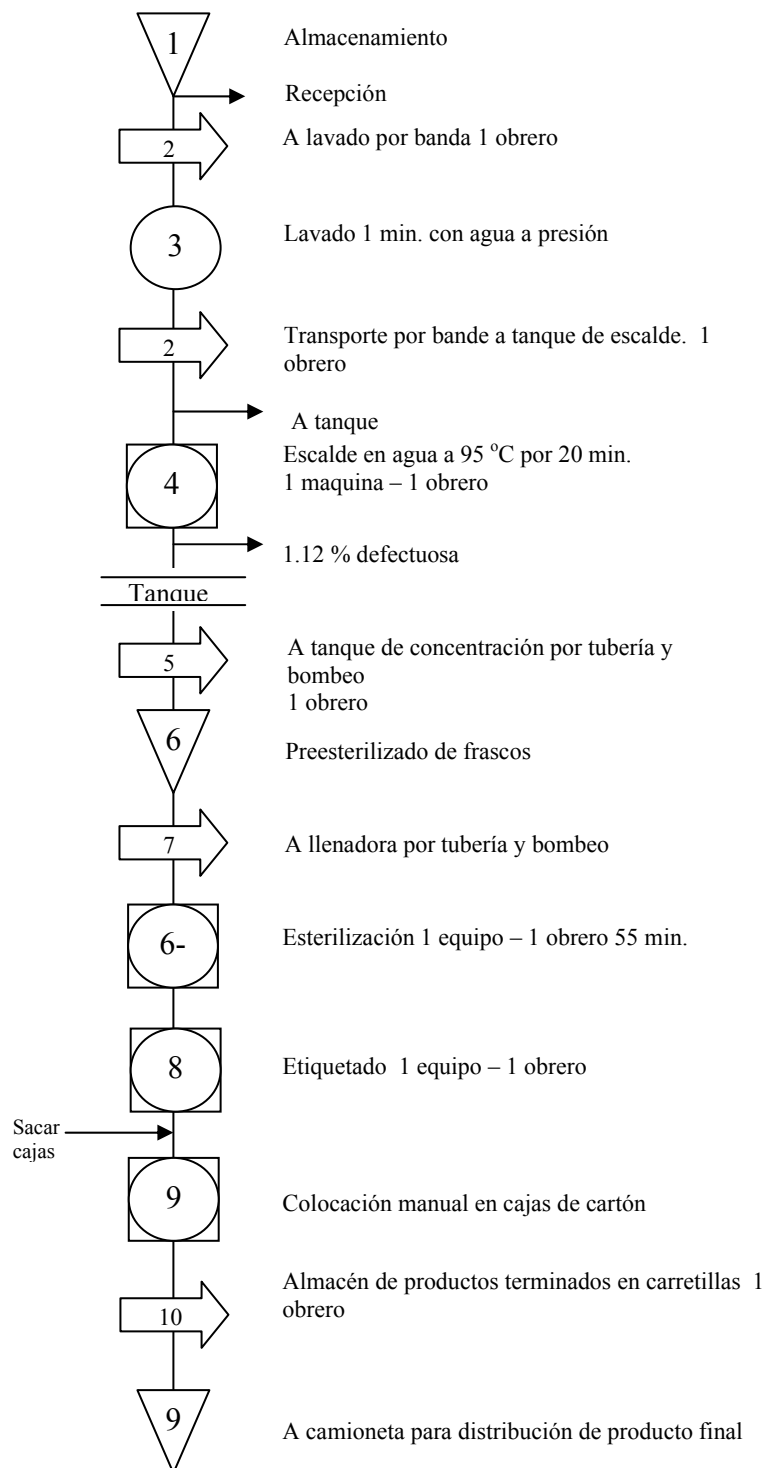 1
Almacenamiento
Recepción
2
A lavado por banda 1 obrero
3
Lavado 1 min. con agua a presión
2
Transporte por bande a tanque de escalde.  1
obrero
A tanque
4
Escalde en agua a 95 °C por 20 min.
1 maquina – 1 obrero
1.12 % defectuosa
Tanque
5
A tanque de concentración por tubería y
bombeo
1 obrero
6
Preesterilizado de frascos
7
A llenadora por tubería y bombeo
6-
Esterilización 1 equipo – 1 obrero 55 min.
8
Etiquetado  1 equipo – 1 obrero
Sacar
cajas
9
Colocación manual en cajas de cartón
10
Almacén de productos terminados en carretillas  1
obrero
9
A camioneta para distribución de producto final